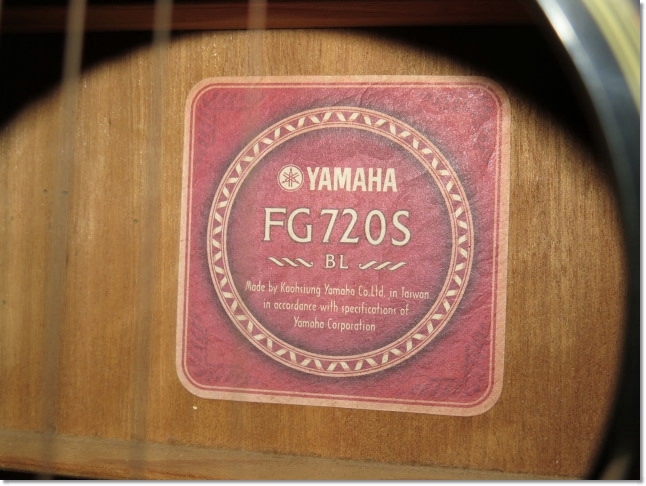 YAMAHA
FG720S
BL
Made by Kaohsiung Yamaha Co.Ltd. in Taiwan
in accordance with specifications of
Yamaha Corporation